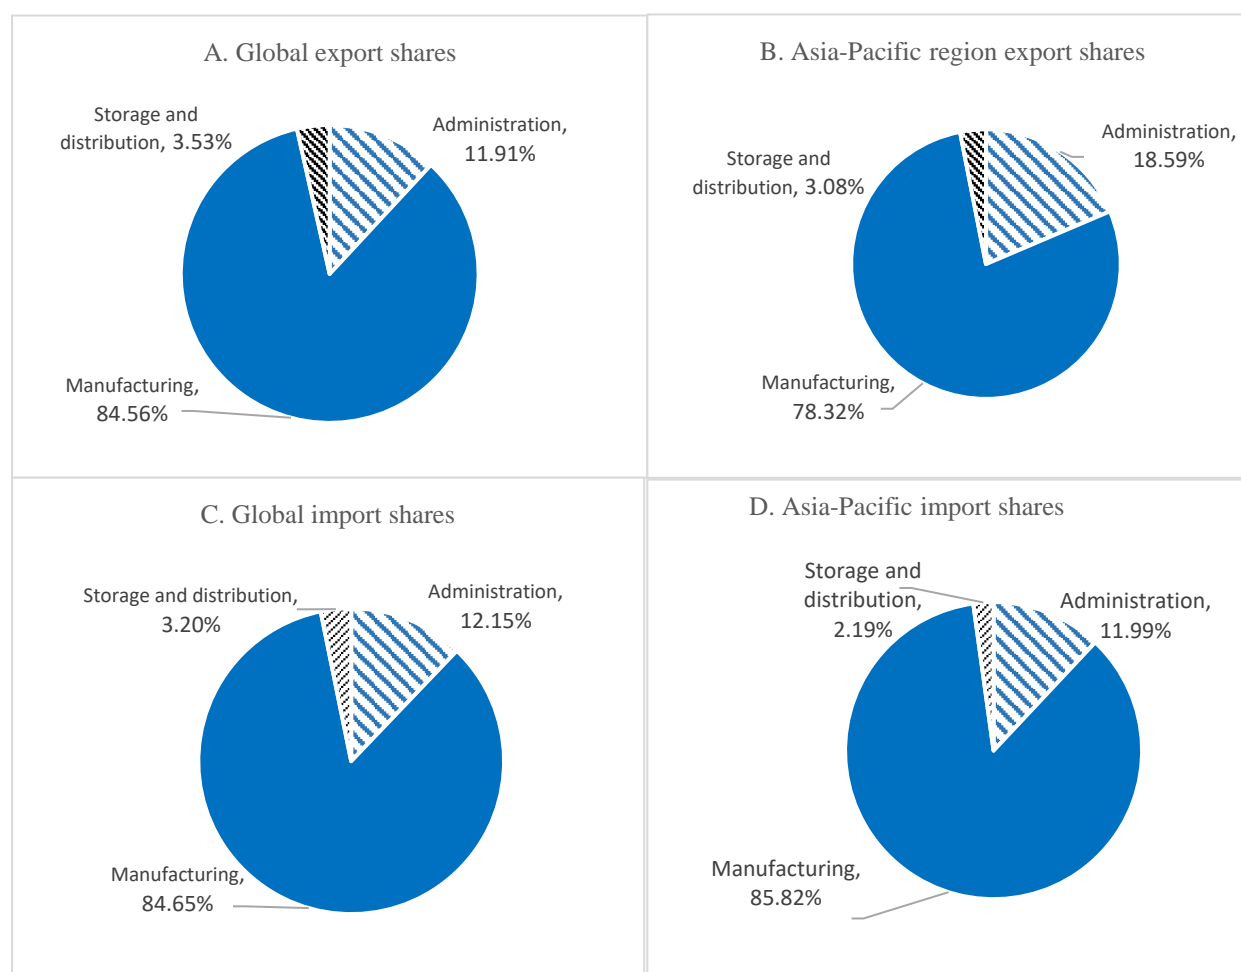 A. Global export shares
Storage and
distribution, 3.53%
Administration,
11.91%
Manufacturing,
84.56%
B. Asia-Pacific region export shares
Storage and
distribution, 3.08%
Administration,
18.59%
Manufacturing,
78.32%
C. Global import shares
Storage and distribution,
3.20%
Administration,
12.15%
Manufacturing,
84.65%
D. Asia-Pacific import shares
Storage and
distribution,
2.19%
Administration,
11.99%
Manufacturing,
85.82%